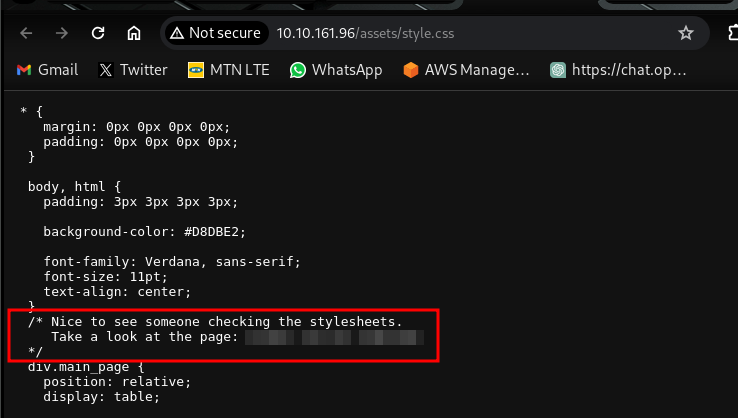 Not secure 10.10.161.96/assets/style.css
Gmail Twitter MTN LTE WhatsApp AWS Manage... https://chat.op...
* {
margin: 0px 0px 0px 0px;
padding: 0px 0px 0px 0px;
}
body, html {
padding: 3px 3px 3px 3px;
background-color: #D8DBE2;
font-family: Verdana, sans-serif;
font-size: 11pt;
text-align: center;
}
/* Nice to see someone checking the stylesheets.
Take a look at the page:
*/
div.main_page {
position: relative;
display: table;